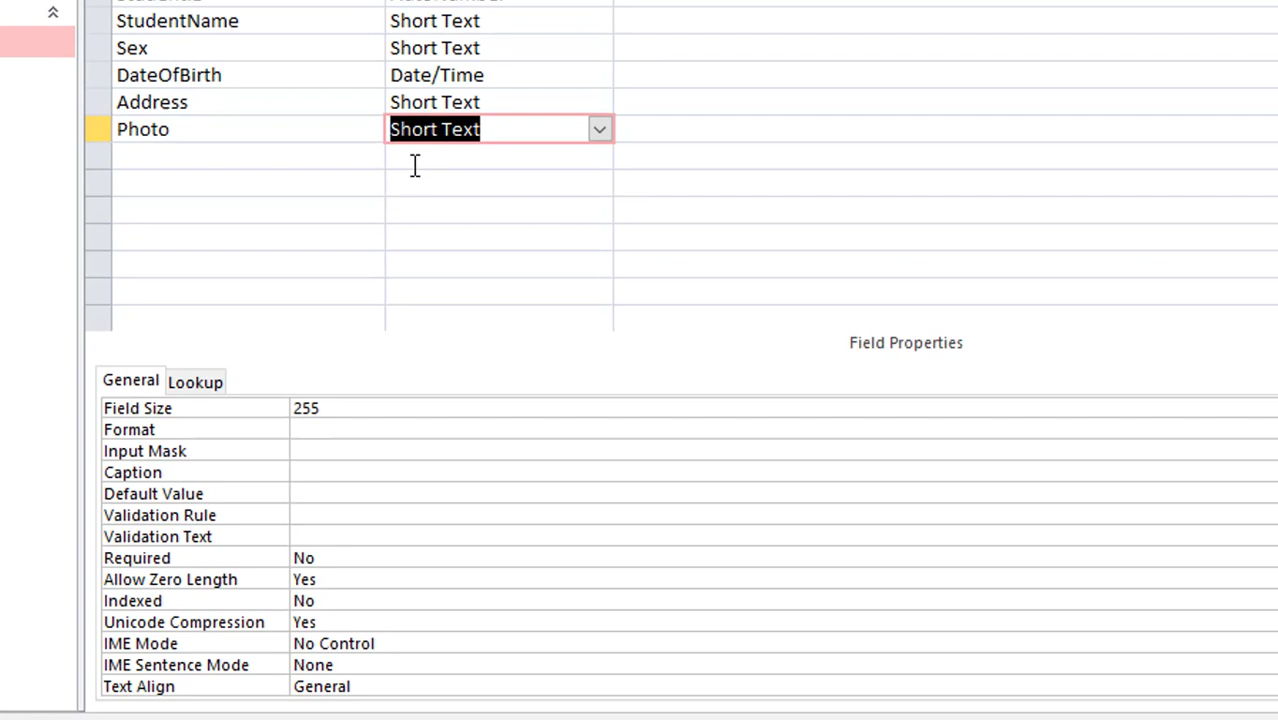 StudentName Short Text
Sex Short Text
DateOfBirth Date/Time
Address Short Text
Photo Short Text
Field Properties
General Lookup
Field Size 255
Format
Input Mask
Caption
Default Value
Validation Rule
Validation Text
Required No
Allow Zero Length Yes
Indexed No
Unicode Compression Yes
IME Mode No Control
IME Sentence Mode None
Text Align General